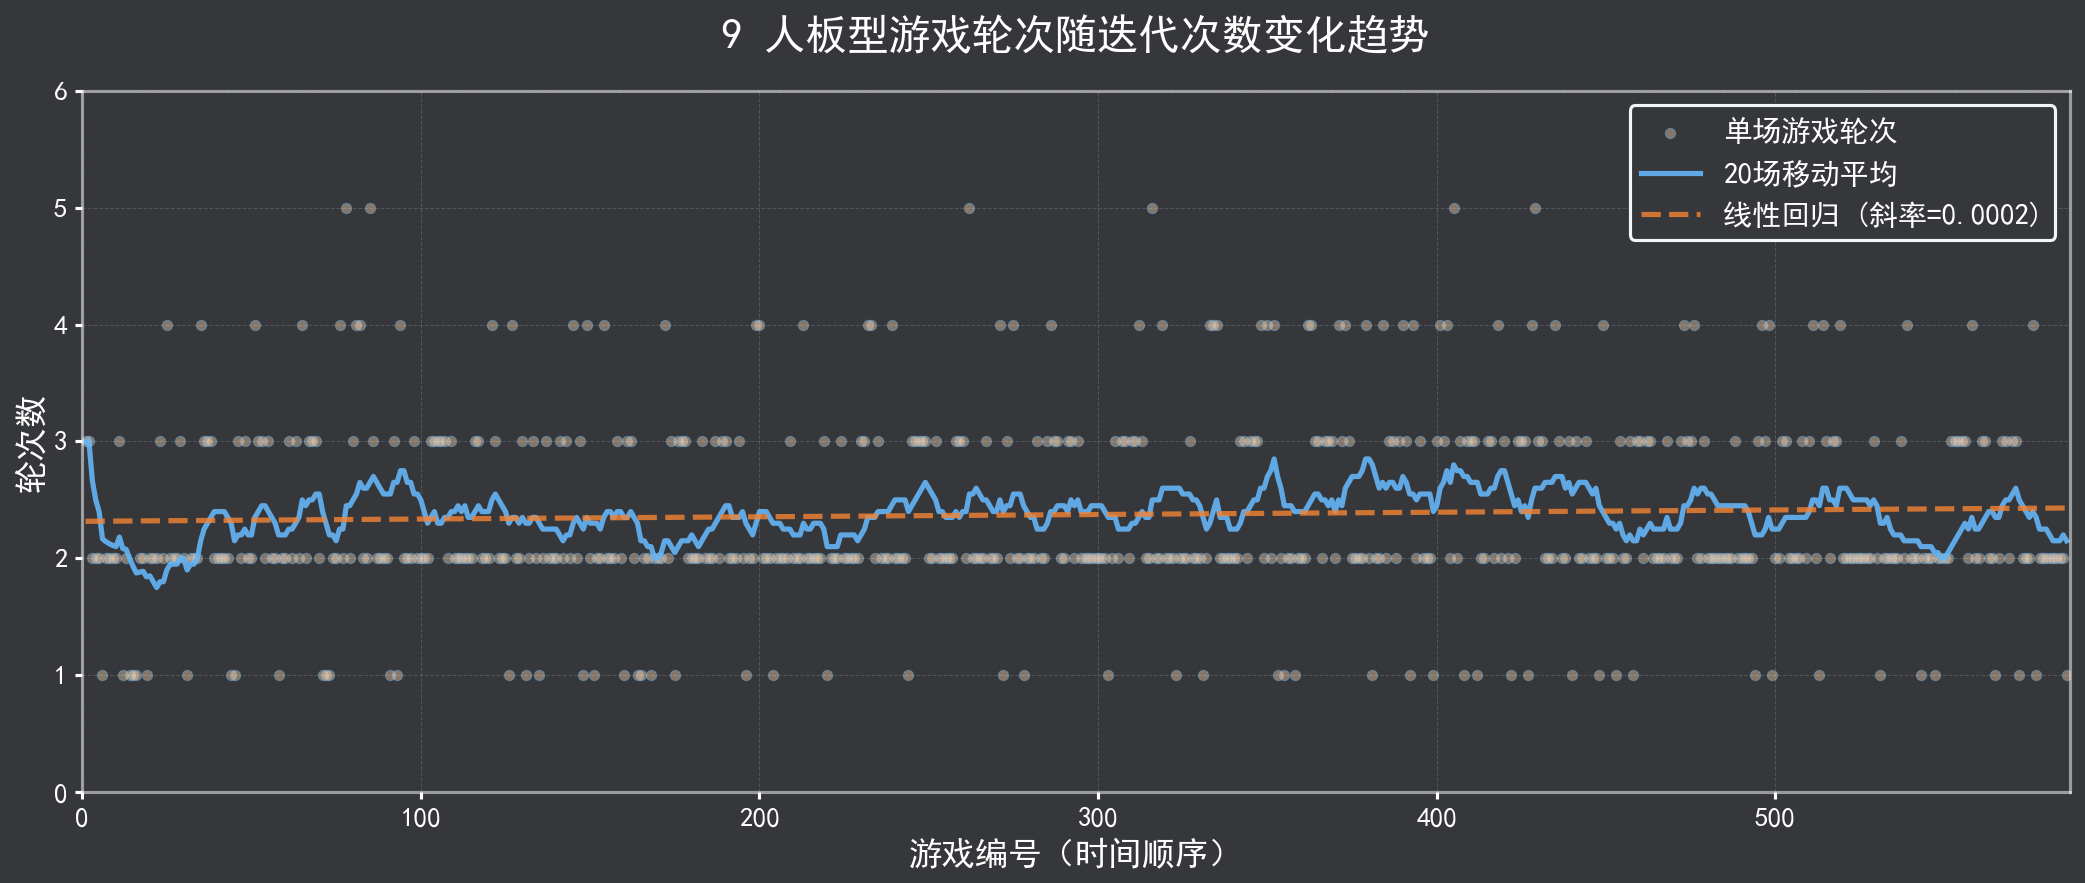 9 人板型游戏轮次随迭代次数变化趋势
6
5
4
3
2
1
0
轮次数
单场游戏轮次
20场移动平均
线性回归 (斜率=0.0002)
0 100 200 300 400 500
游戏编号（时间顺序）